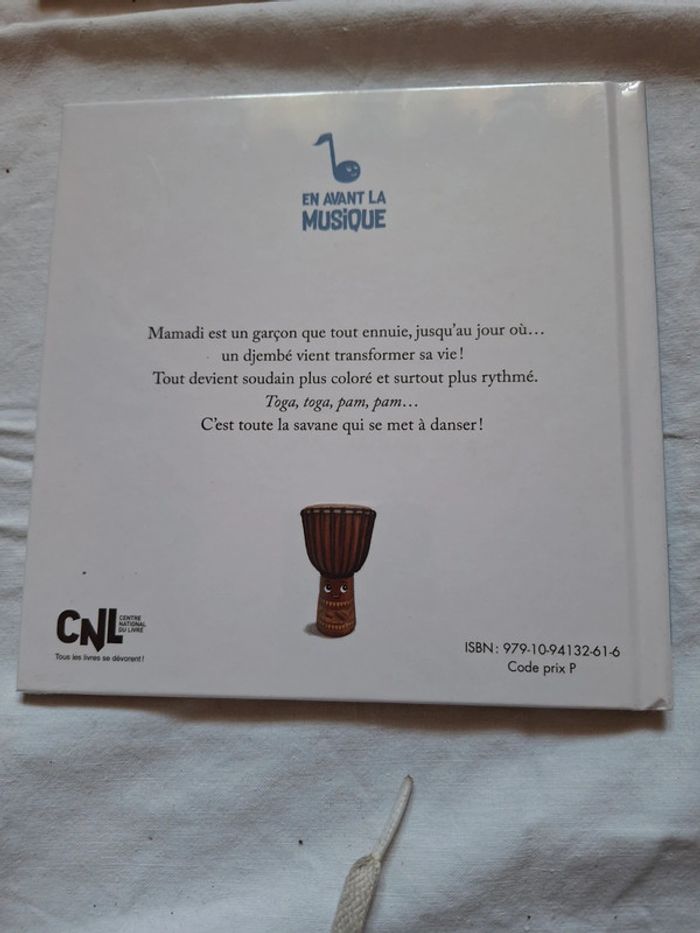 EN AVANT LA
MUSiQUE
Mamadi est un garçon que tout ennuie, jusqu'au jour où…
un djembé vient transformer sa vie !
Tout devient soudain plus coloré et surtout plus rythmé.
Toga, toga, pam, pam…
C'est toute la savane qui se met à danser !
CNL
CENTRE
NATIONAL
DU LIVRE
Tous les livres se dévorent !
ISBN : 979-10-94132-61-6
Code prix P